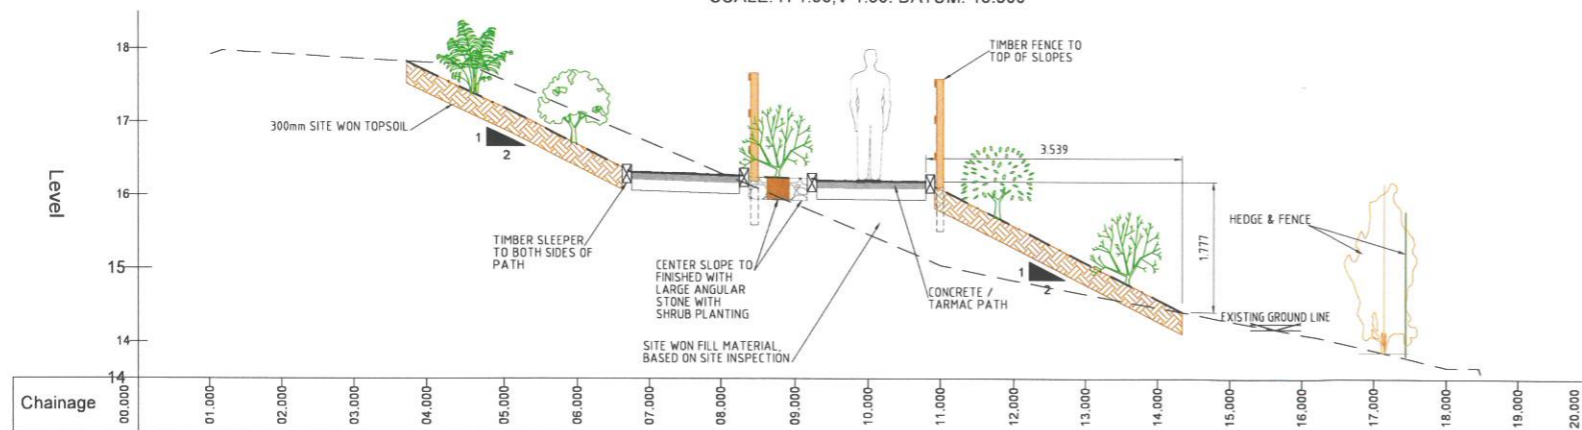 18
17
16
15
14
14
Level
300mm SITE WON TOPSOIL
1
2
TIMBER SLEEPER
TO BOTH SIDES OF
PATH
CENTER SLOPE TO
FINISHED WITH
LARGE ANGULAR
STONE WITH
SHRUB PLANTING
SITE WON FILL MATERIAL,
BASED ON SITE INSPECTION
TIMBER FENCE TO
TOP OF SLOPES
3.539
1.777
1
2
CONCRETE /
TARMAC PATH
HEDGE & FENCE
EXISTING GROUND LINE
Chainage
00.000
01.000
02.000
03.000
04.000
05.000
06.000
07.000
08.000
09.000
10.000
11.000
12.000
13.000
14.000
15.000
16.000
17.000
18.000
19.000
20.000